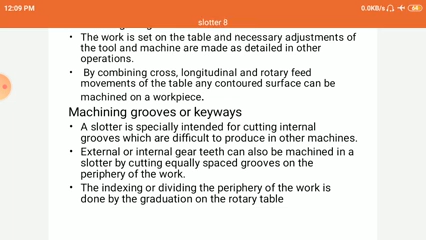 12:09 PM
0.0KB/s
64
slotter 8
• The work is set on the table and necessary adjustments of
the tool and machine are made as detailed in other
operations.
• By combining cross, longitudinal and rotary feed
movements of the table any contoured surface can be
machined on a workpiece.
Machining grooves or keyways
• A slotter is specially intended for cutting internal
grooves which are difficult to produce in other machines.
• External or internal gear teeth can also be machined in a
slotter by cutting equally spaced grooves on the
periphery of the work.
• The indexing or dividing the periphery of the work is
done by the graduation on the rotary table